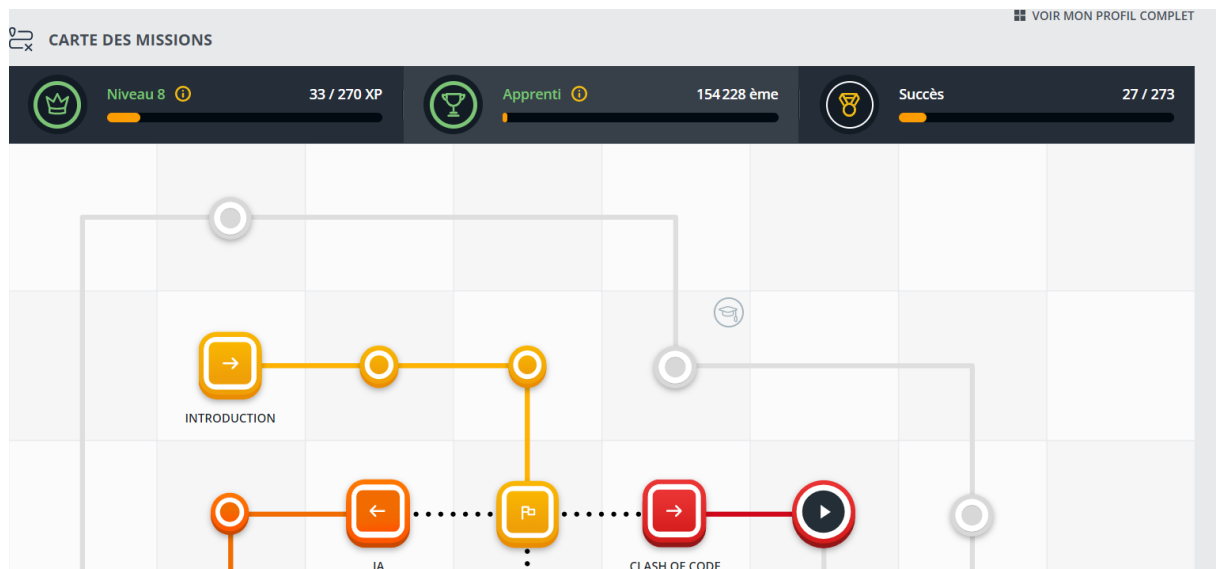 VOIR MON PROFIL COMPLET
CARTE DES MISSIONS
Niveau 8 33 / 270 XP
Apprenti 154 228 ème
Succès 27 / 273
INTRODUCTION
IA
CLASH OF CODE